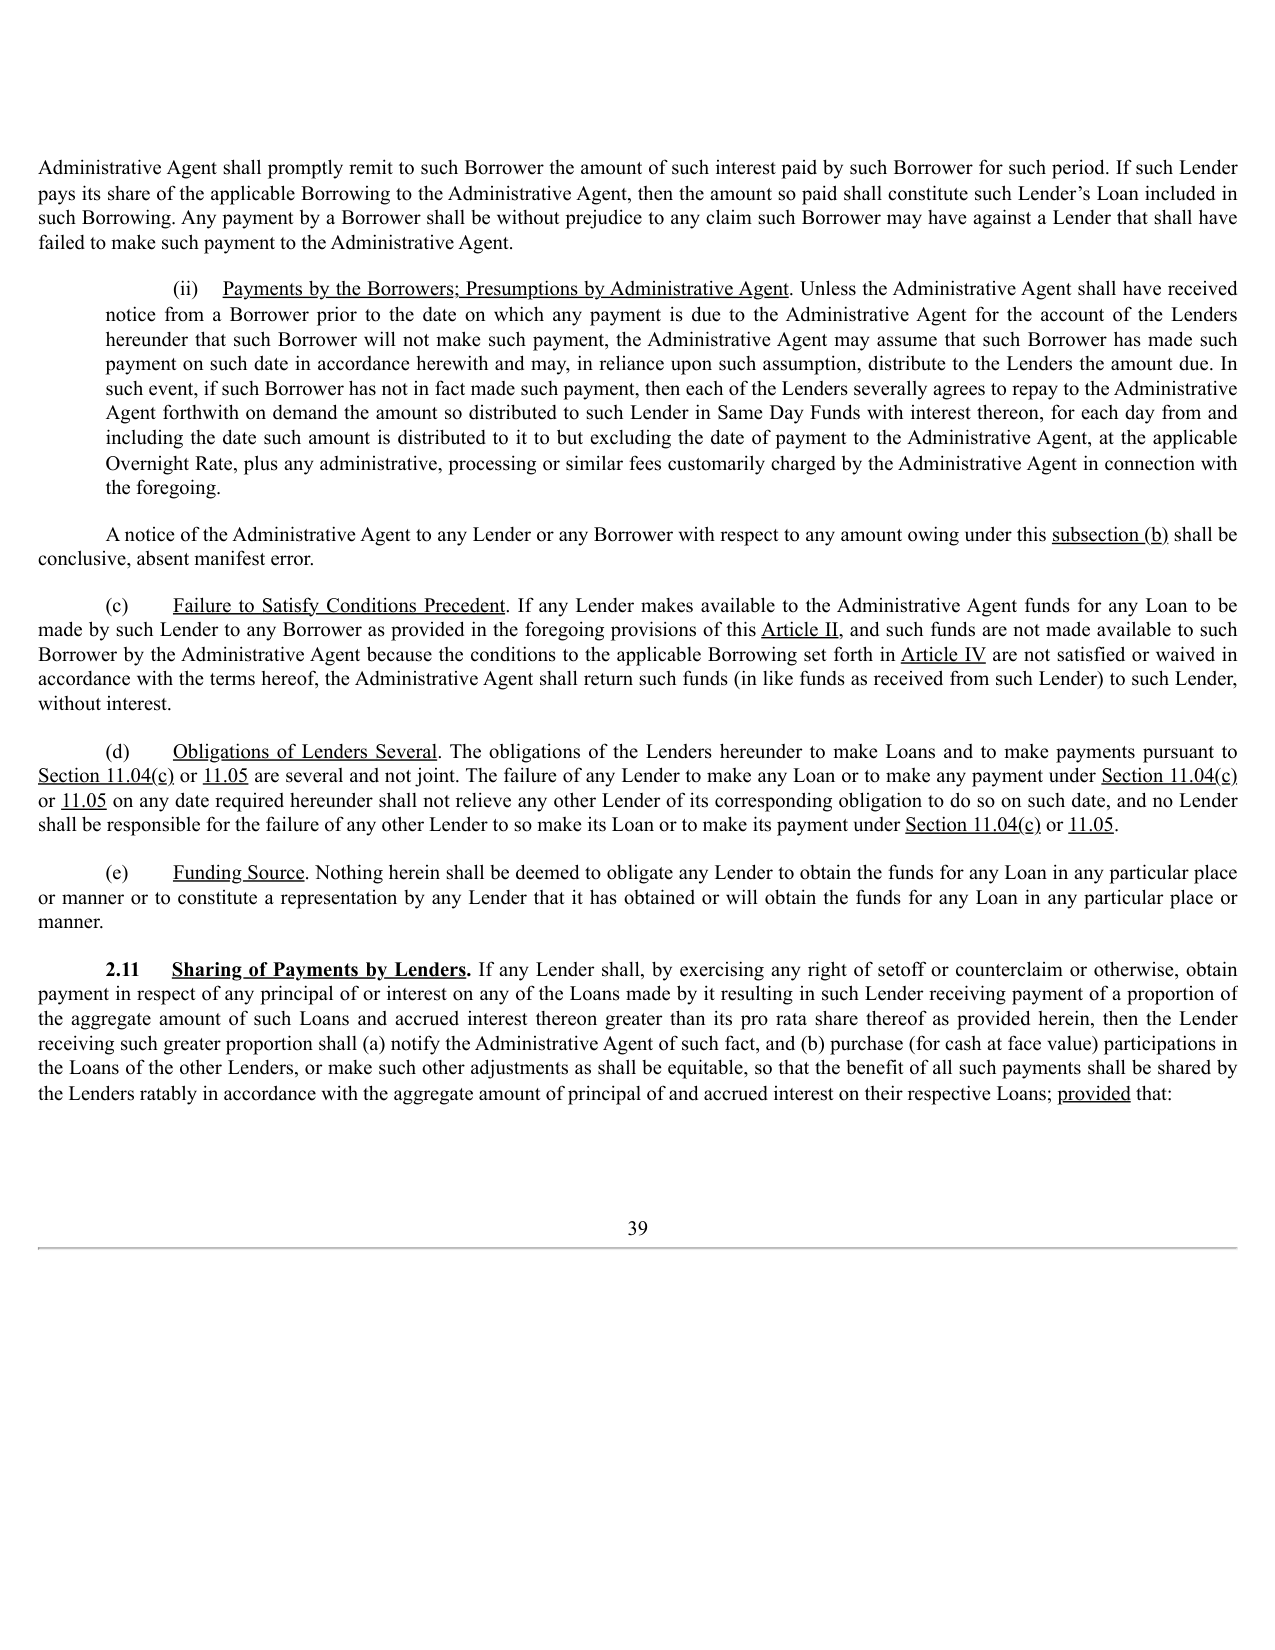 Administrative Agent shall promptly remit to such Borrower the amount of such interest paid by such Borrower for such period. If such Lender
pays its share of the applicable Borrowing to the Administrative Agent, then the amount so paid shall constitute such Lender’s Loan included in
such Borrowing. Any payment by a Borrower shall be without prejudice to any claim such Borrower may have against a Lender that shall have
failed to make such payment to the Administrative Agent.
(ii) Payments by the Borrowers; Presumptions by Administrative Agent. Unless the Administrative Agent shall have received
notice from a Borrower prior to the date on which any payment is due to the Administrative Agent for the account of the Lenders
hereunder that such Borrower will not make such payment, the Administrative Agent may assume that such Borrower has made such
payment on such date in accordance herewith and may, in reliance upon such assumption, distribute to the Lenders the amount due. In
such event, if such Borrower has not in fact made such payment, then each of the Lenders severally agrees to repay to the Administrative
Agent forthwith on demand the amount so distributed to such Lender in Same Day Funds with interest thereon, for each day from and
including the date such amount is distributed to it to but excluding the date of payment to the Administrative Agent, at the applicable
Overnight Rate, plus any administrative, processing or similar fees customarily charged by the Administrative Agent in connection with
the foregoing.
A notice of the Administrative Agent to any Lender or any Borrower with respect to any amount owing under this subsection (b) shall be
conclusive, absent manifest error.
(c) Failure to Satisfy Conditions Precedent. If any Lender makes available to the Administrative Agent funds for any Loan to be
made by such Lender to any Borrower as provided in the foregoing provisions of this Article II, and such funds are not made available to such
Borrower by the Administrative Agent because the conditions to the applicable Borrowing set forth in Article IV are not satisfied or waived in
accordance with the terms hereof, the Administrative Agent shall return such funds (in like funds as received from such Lender) to such Lender,
without interest.
(d) Obligations of Lenders Several. The obligations of the Lenders hereunder to make Loans and to make payments pursuant to
Section 11.04(c) or 11.05 are several and not joint. The failure of any Lender to make any Loan or to make any payment under Section 11.04(c)
or 11.05 on any date required hereunder shall not relieve any other Lender of its corresponding obligation to do so on such date, and no Lender
shall be responsible for the failure of any other Lender to so make its Loan or to make its payment under Section 11.04(c) or 11.05.
(e) Funding Source. Nothing herein shall be deemed to obligate any Lender to obtain the funds for any Loan in any particular place
or manner or to constitute a representation by any Lender that it has obtained or will obtain the funds for any Loan in any particular place or
manner.
2.11 Sharing of Payments by Lenders. If any Lender shall, by exercising any right of setoff or counterclaim or otherwise, obtain
payment in respect of any principal of or interest on any of the Loans made by it resulting in such Lender receiving payment of a proportion of
the aggregate amount of such Loans and accrued interest thereon greater than its pro rata share thereof as provided herein, then the Lender
receiving such greater proportion shall (a) notify the Administrative Agent of such fact, and (b) purchase (for cash at face value) participations in
the Loans of the other Lenders, or make such other adjustments as shall be equitable, so that the benefit of all such payments shall be shared by
the Lenders ratably in accordance with the aggregate amount of principal of and accrued interest on their respective Loans; provided that:
39